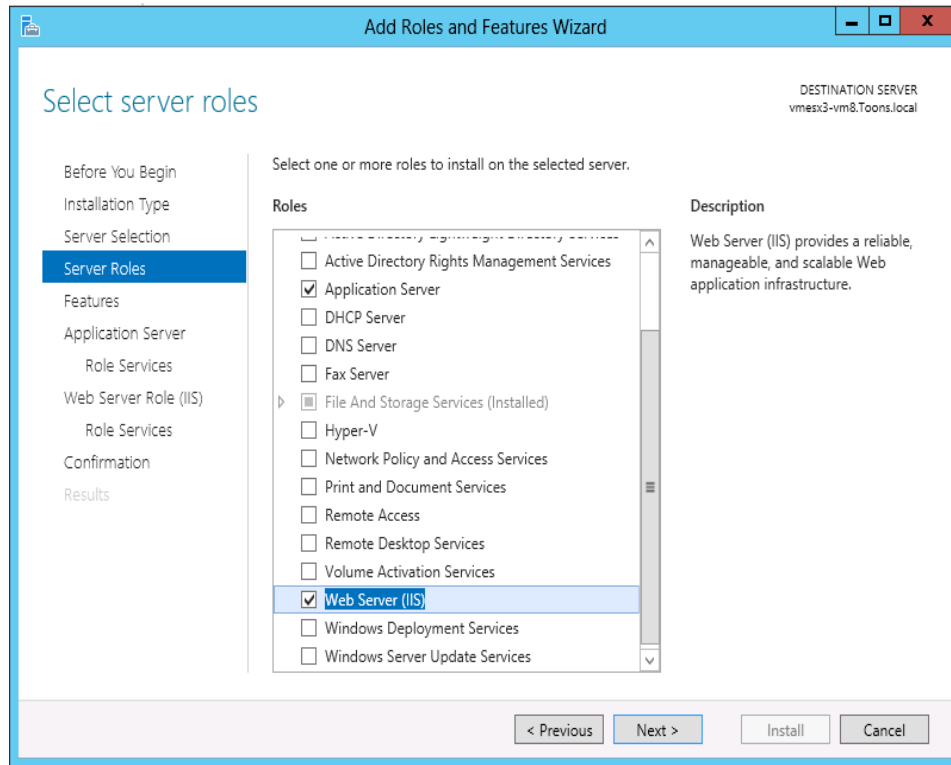 Add Roles and Features Wizard
Select server roles
DESTINATION SERVER
vmesx3-vm8.Toons.local
Before You Begin
Installation Type
Server Selection
Server Roles
Features
Application Server
Role Services
Web Server Role (IIS)
Role Services
Confirmation
Results
Select one or more roles to install on the selected server.
Roles
Active Directory Lightweight Directory Services
Active Directory Rights Management Services
Application Server
DHCP Server
DNS Server
Fax Server
File And Storage Services (Installed)
Hyper-V
Network Policy and Access Services
Print and Document Services
Remote Access
Remote Desktop Services
Volume Activation Services
Web Server (IIS)
Windows Deployment Services
Windows Server Update Services
Description
Web Server (IIS) provides a reliable,
manageable, and scalable Web
application infrastructure.
< Previous
Next >
Install
Cancel